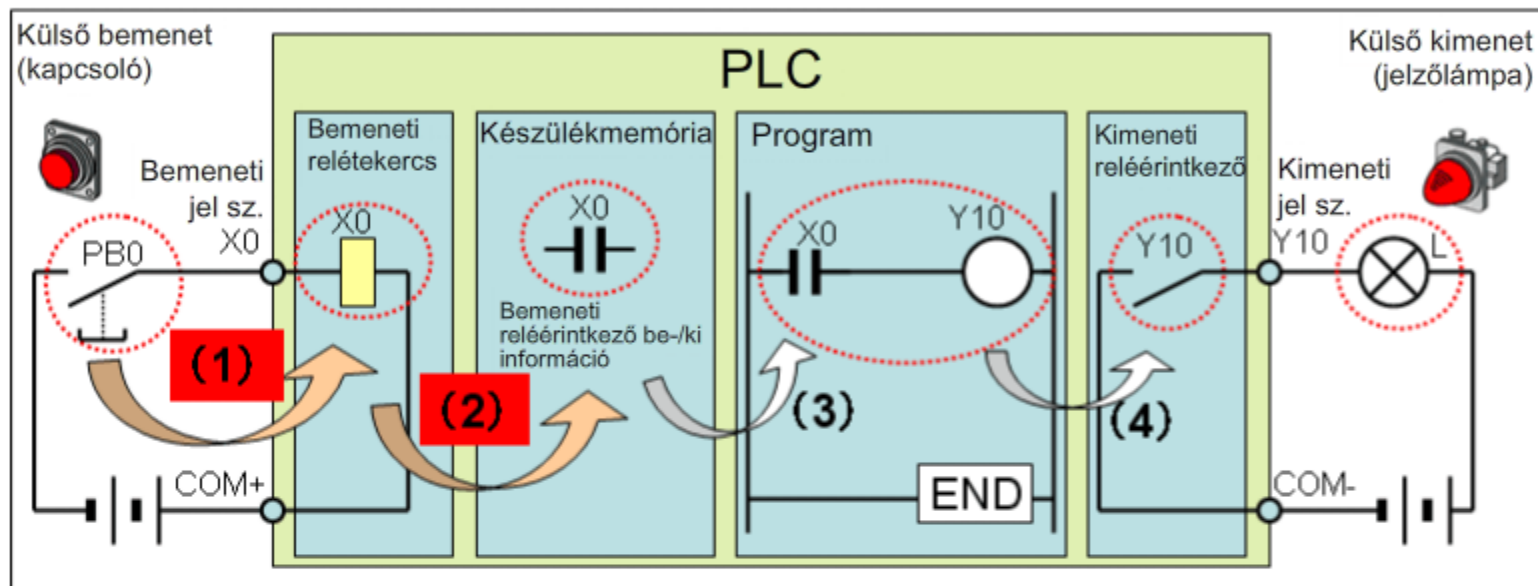 Külső bemenet
(kapcsoló)
PLC
Külső kimenet
(jelzőlámpa)
Bemeneti
relétekercs
Készülékmemória
Program
Kimeneti
reléérintkező
Bemeneti
jel sz.
X0
Kimeneti
jel sz.
Y10
PB0
X0
X0
X0
Y10
Y10
L
Bemeneti
reléérintkező be-/ki
információ
(1)
(2)
(3)
(4)
COM+
END
COM-